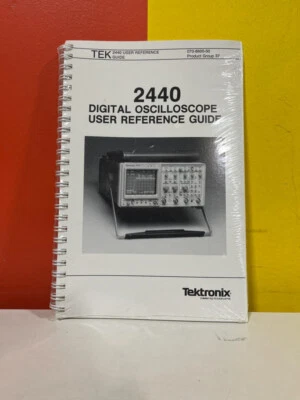 TEK
2440 USER REFERENCE
GUIDE
Product Group 37
2440
DIGITAL OSCILLOSCOPE
USER REFERENCE GUIDE
Tektronix